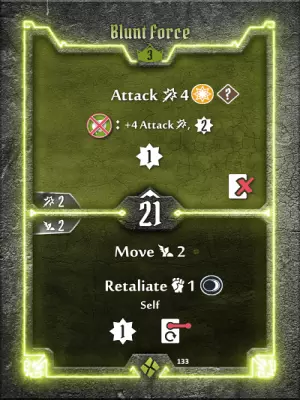 Blunt Force
3
Attack 4 ?
: +4 Attack , 2
1
2
21
2
Move 2
Retaliate 1
Self
1
133